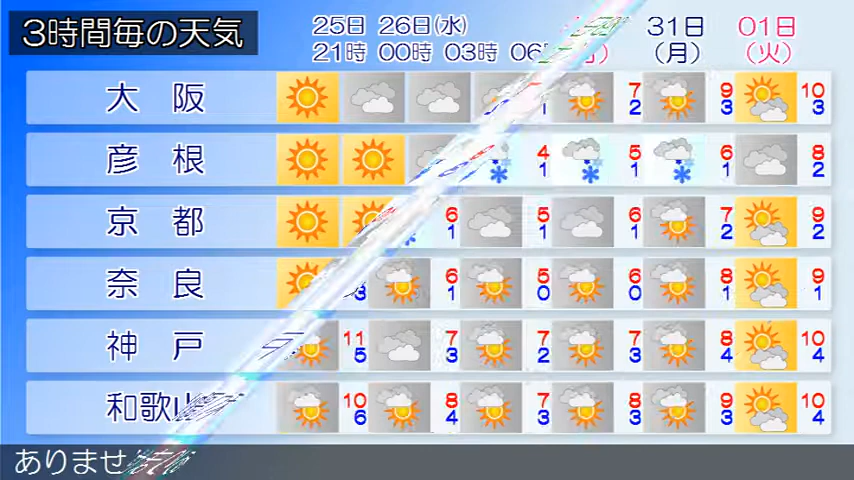 3時間毎の天気
25日 26日(水) 31日 01日
21時 00時 03時 06 (月) (火)
大阪 1 7 2 9 3 10 3
彦根 4 1 5 1 6 1 8 2
京都 6 1 5 1 6 1 7 2 9 2
奈良 3 6 1 5 0 6 0 8 1 9 1
神戸 11 5 7 3 7 2 7 3 8 4 10 4
和歌山 10 6 8 4 7 3 8 3 9 3 10 4
ありませ